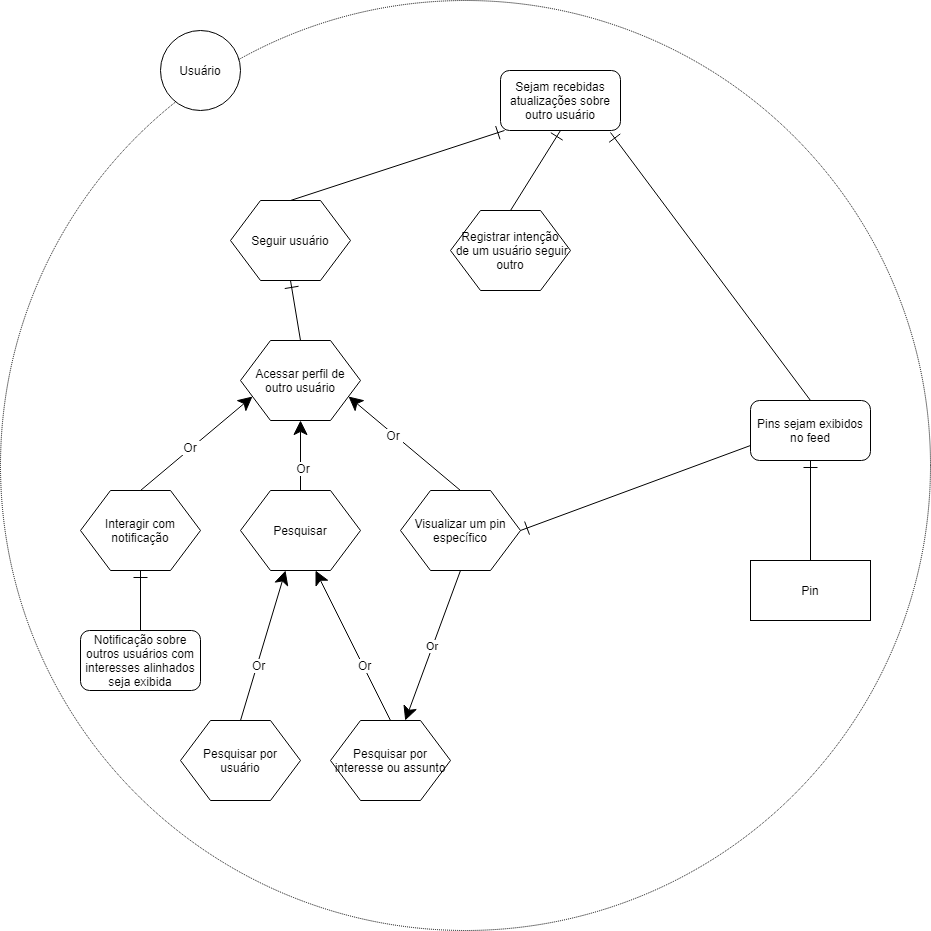 Usuário
Sejam recebidas
atualizações sobre
outro usuário
Seguir usuário
Registrar intenção
de um usuário seguir
outro
Acessar perfil de
outro usuário
Pins sejam exibidos
no feed
Or
Or
Or
Interagir com
notificação
Pesquisar
Visualizar um pin
específico
Pin
Notificação sobre
outros usuários com
interesses alinhados
seja exibida
Or
Or
Or
Pesquisar por
usuário
Pesquisar por
interesse ou assunto